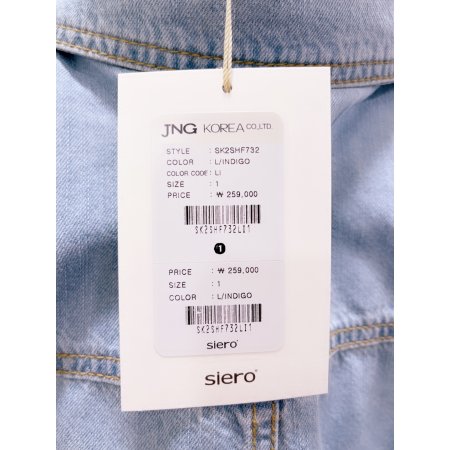 JNG KOREA CO.,LTD.
STYLE : SK2SHF732
COLOR : L/INDIGO
COLOR CODE : LI
SIZE : 1
PRICE : ₩ 259,000
SK2SHF732LI1
1
PRICE : ₩ 259,000
SIZE : 1
COLOR : L/INDIGO
SK2SHF732LI1
siero
siero